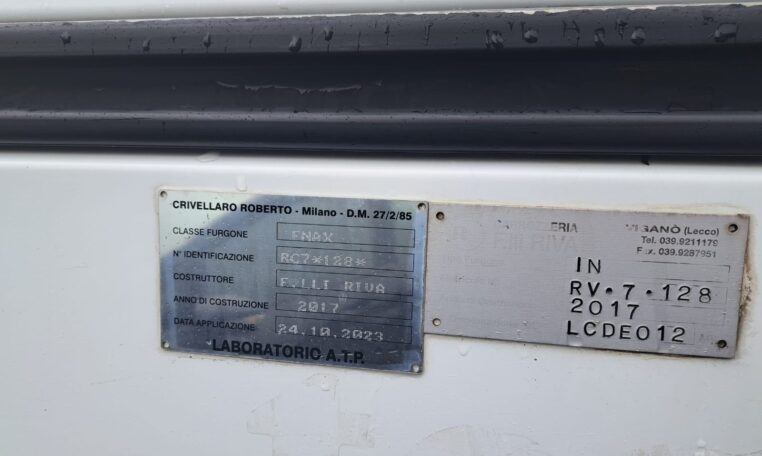 CRIVELLARO ROBERTO - Milano - D.M. 27/2/85
CLASSE FURGONE FNAX
N° IDENTIFICAZIONE RC7*128*
COSTRUTTORE F.LLI RIVA
ANNO DI COSTRUZIONE 2017
DATA APPLICAZIONE 24.10.2023
LABORATORIO A.T.P.
VIGANÒ (Lecco)
F.lli RIVA
Tel. 039.9211179
Fax. 039.9287951
IN
RV·7·128
2017
LCDE012